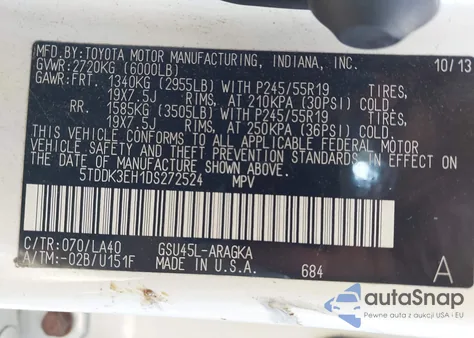 MFD.BY:TOYOTA MOTOR MANUFACTURING, INDIANA, INC. 10/13
GVWR:2720KG (6000LB)
GAWR:FRT. 1340KG (2955LB) WITH P245/55R19 TIRES,
19X7.5J RIMS, AT 210KPA (30PSI) COLD.
RR. 1585KG (3505LB) WITH P245/55R19 TIRES,
19X7.5J RIMS, AT 250KPA (36PSI) COLD.
THIS VEHICLE CONFORMS TO ALL APPLICABLE FEDERAL MOTOR
VEHICLE SAFETY AND THEFT PREVENTION STANDARDS IN EFFECT ON
THE DATE OF MANUFACTURE SHOWN ABOVE.
5TDDK3EH1DS272524 MPV
C/TR:070/LA40 GSU45L-ARAGKA
A/TM:-02B/U151F MADE IN U.S.A. 684 A
autoSnap
Pewne auta z aukcji USA i EU